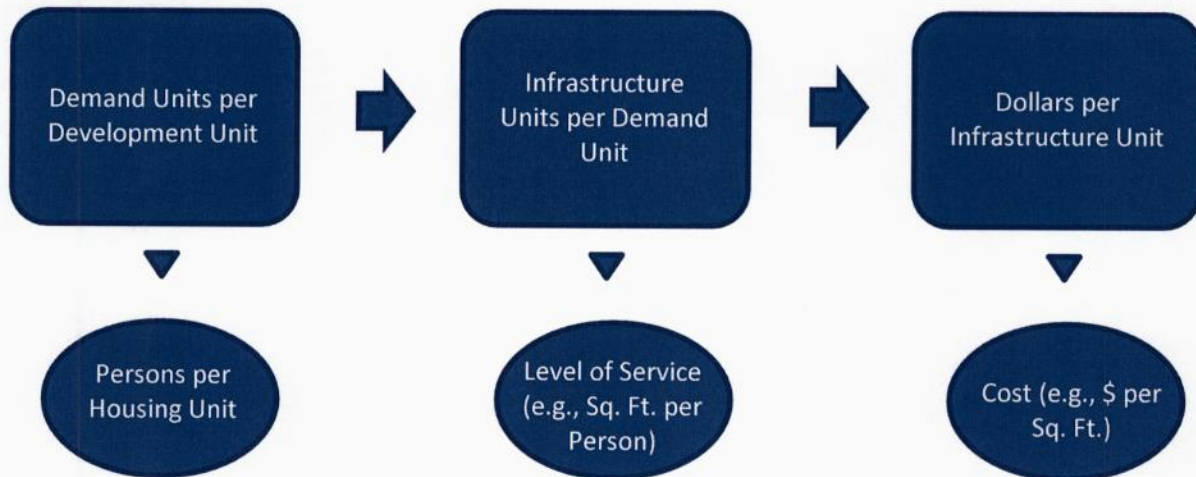 Demand Units per
Development Unit
Infrastructure
Units per Demand
Unit
Dollars per
Infrastructure Unit
Persons per
Housing Unit
Level of Service
(e.g., Sq. Ft. per
Person)
Cost (e.g., $ per
Sq. Ft.)